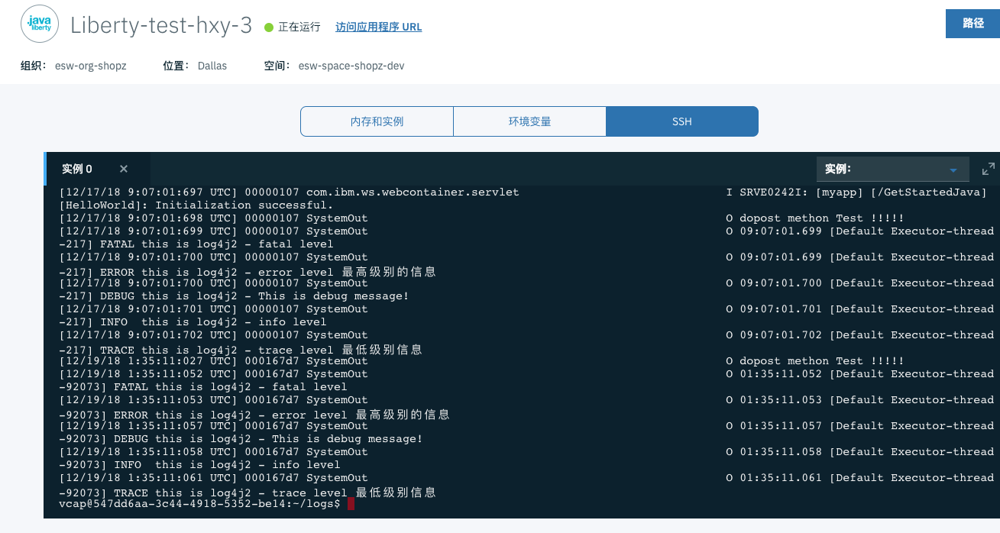 java
liberty
Liberty-test-hxy-3 正在运行 访问应用程序 URL
路径
组织： esw-org-shopz 位置： Dallas 空间： esw-space-shopz-dev
内存和实例 环境变量 SSH
实例 0 × 实例：
[12/17/18 9:07:01:697 UTC] 00000107 com.ibm.ws.webcontainer.servlet I SRVE0242I: [myapp] [/GetStartedJava]
[HelloWorld]: Initialization successful.
[12/17/18 9:07:01:698 UTC] 00000107 SystemOut O dopost methon Test !!!!!
[12/17/18 9:07:01:699 UTC] 00000107 SystemOut O 09:07:01.699 [Default Executor-thread
-217] FATAL this is log4j2 - fatal level
[12/17/18 9:07:01:700 UTC] 00000107 SystemOut O 09:07:01.699 [Default Executor-thread
-217] ERROR this is log4j2 - error level 最高级别的信息
[12/17/18 9:07:01:700 UTC] 00000107 SystemOut O 09:07:01.700 [Default Executor-thread
-217] DEBUG this is log4j2 - This is debug message!
[12/17/18 9:07:01:701 UTC] 00000107 SystemOut O 09:07:01.701 [Default Executor-thread
-217] INFO  this is log4j2 - info level
[12/17/18 9:07:01:702 UTC] 00000107 SystemOut O 09:07:01.702 [Default Executor-thread
-217] TRACE this is log4j2 - trace level 最低级别信息
[12/19/18 1:35:11:027 UTC] 000167d7 SystemOut O dopost methon Test !!!!!
[12/19/18 1:35:11:052 UTC] 000167d7 SystemOut O 01:35:11.052 [Default Executor-thread
-92073] FATAL this is log4j2 - fatal level
[12/19/18 1:35:11:053 UTC] 000167d7 SystemOut O 01:35:11.053 [Default Executor-thread
-92073] ERROR this is log4j2 - error level 最高级别的信息
[12/19/18 1:35:11:057 UTC] 000167d7 SystemOut O 01:35:11.057 [Default Executor-thread
-92073] DEBUG this is log4j2 - This is debug message!
[12/19/18 1:35:11:058 UTC] 000167d7 SystemOut O 01:35:11.058 [Default Executor-thread
-92073] INFO  this is log4j2 - info level
[12/19/18 1:35:11:061 UTC] 000167d7 SystemOut O 01:35:11.061 [Default Executor-thread
-92073] TRACE this is log4j2 - trace level 最低级别信息
vcap@547dd6aa-3c44-4918-5352-be14:~/logs$